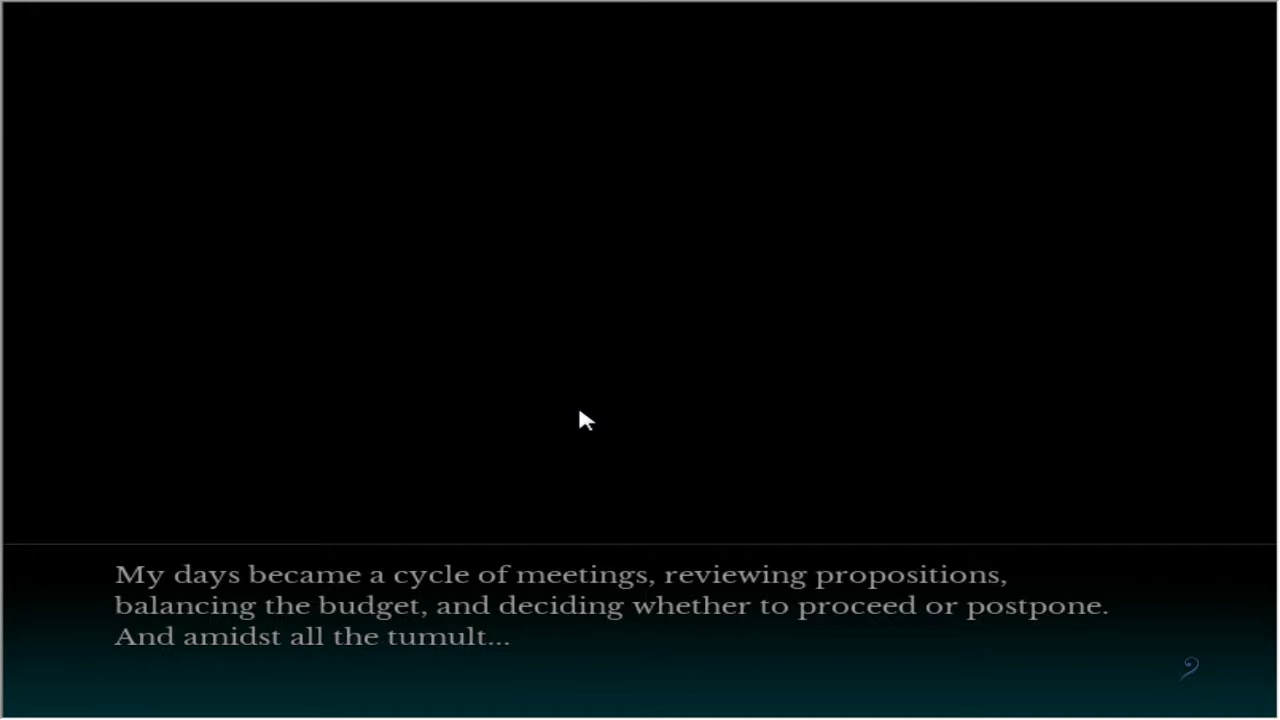 My days became a cycle of meetings, reviewing propositions,
balancing the budget, and deciding whether to proceed or postpone.
And amidst all the tumult...